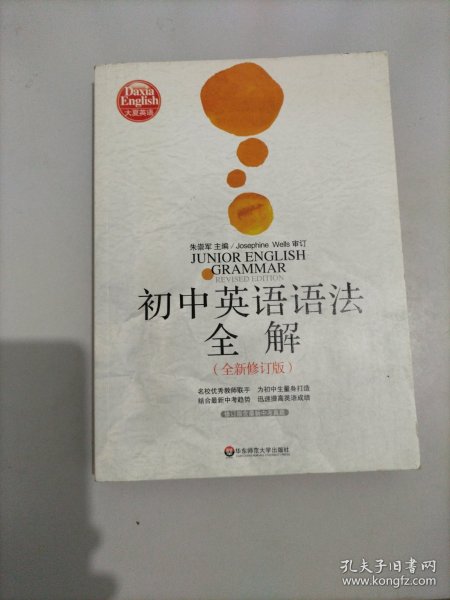 Daxia
English
大夏英语
朱崇军 主编/Josephine Wells 审订
JUNIOR ENGLISH
GRAMMAR
REVISED EDITION
初中英语语法
全解
(全新修订版)
名校优秀教师联手 为初中生量身打造
结合最新中考趋势 迅速提高英语成绩
华东师范大学出版社
孔夫子旧书网
www.kongfz.com